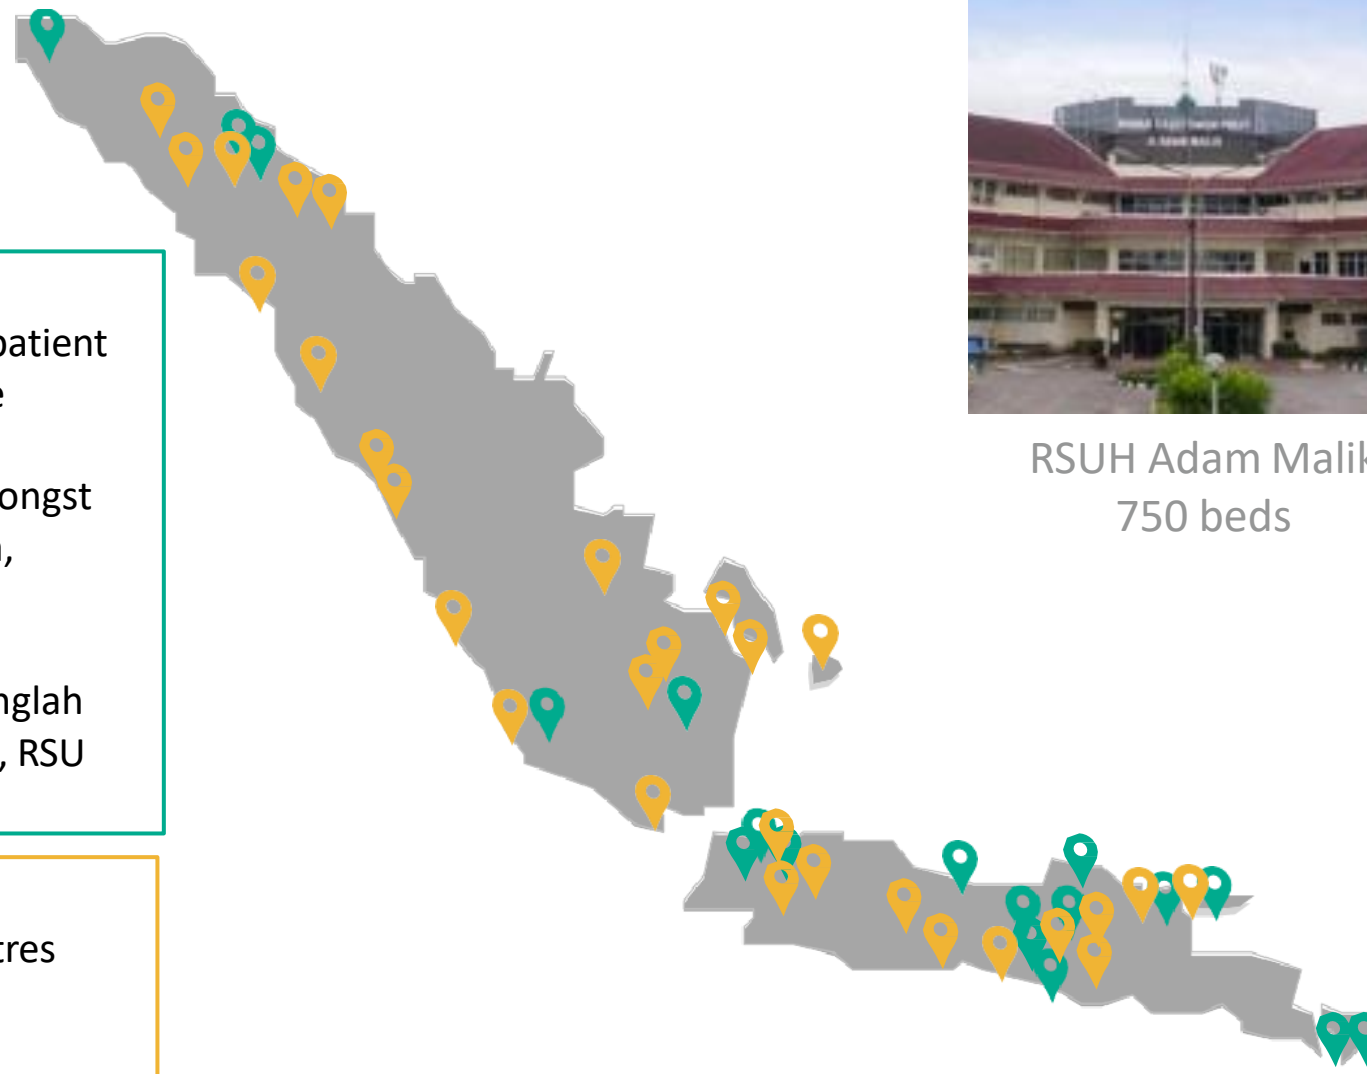 patient
e
ongst
,
nglah
, RSU
tres
RSUH Adam Malik
750 beds